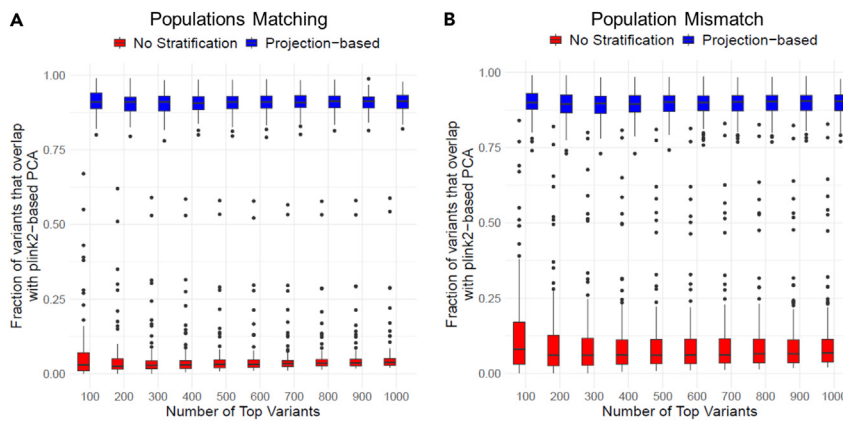 A
Populations Matching
No Stratification
Projection-based
Fraction of variants that overlap
with plink2-based PCA
1.00
0.75
0.50
0.25
0.00
100 200 300 400 500 600 700 800 900 1000
Number of Top Variants
B
Population Mismatch
No Stratification
Projection-based
Fraction of variants that overlap
with plink2-based PCA
1.00
0.75
0.50
0.25
0.00
100 200 300 400 500 600 700 800 900 1000
Number of Top Variants